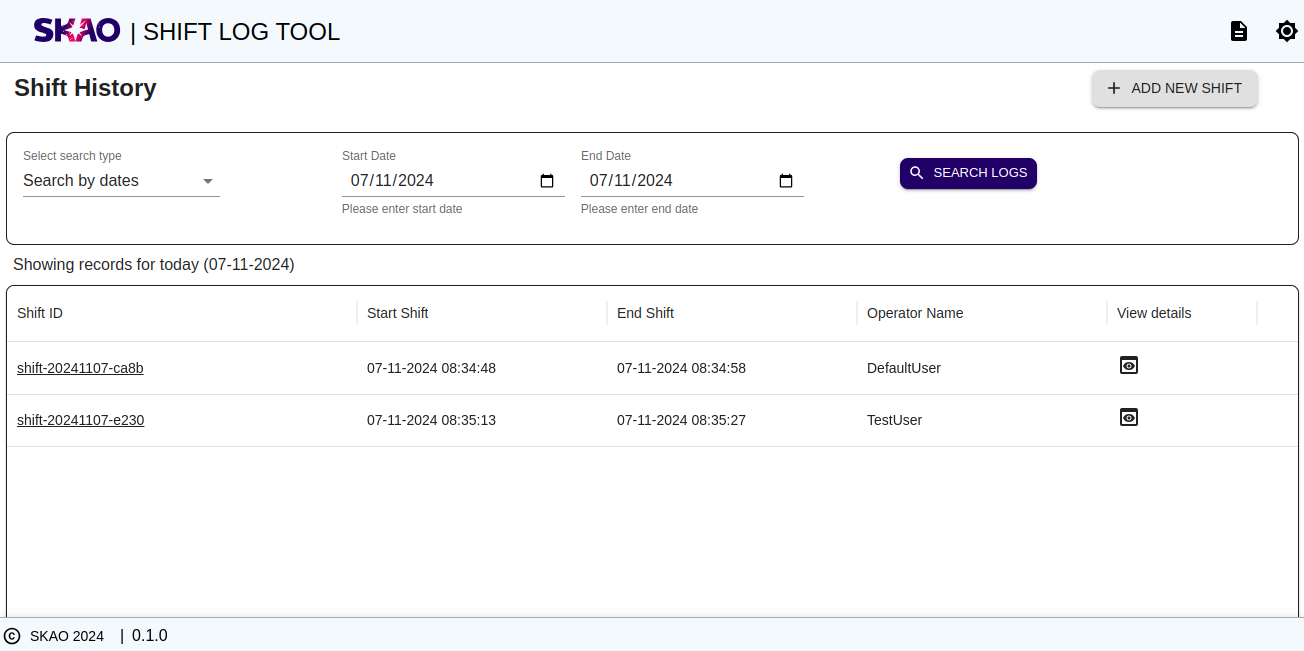 SKAO | SHIFT LOG TOOL
Shift History
ADD NEW SHIFT
Select search type
Start Date
End Date
Search by dates
07/11/2024
07/11/2024
SEARCH LOGS
Please enter start date
Please enter end date
Showing records for today (07-11-2024)
Shift ID Start Shift End Shift Operator Name View details
shift-20241107-ca8b 07-11-2024 08:34:48 07-11-2024 08:34:58 DefaultUser
shift-20241107-e230 07-11-2024 08:35:13 07-11-2024 08:35:27 TestUser
© SKAO 2024 | 0.1.0